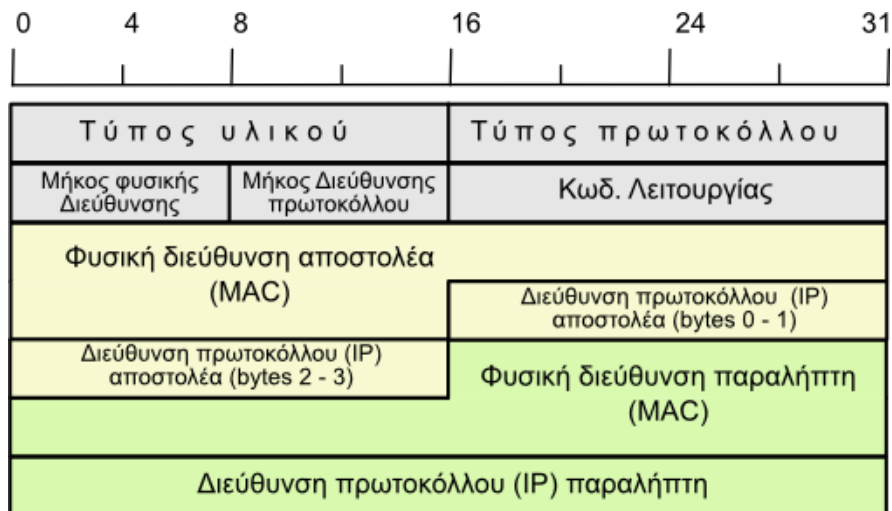 0 4 8 16 24 31
Τύπος υλικού
Τύπος πρωτοκόλλου
Μήκος φυσικής
Διεύθυνσης
Μήκος Διεύθυνσης
πρωτοκόλλου
Κωδ. Λειτουργίας
Φυσική διεύθυνση αποστολέα
(MAC)
Διεύθυνση πρωτοκόλλου (IP)
αποστολέα (bytes 0 - 1)
Διεύθυνση πρωτοκόλλου (IP)
αποστολέα (bytes 2 - 3)
Φυσική διεύθυνση παραλήπτη
(MAC)
Διεύθυνση πρωτοκόλλου (IP) παραλήπτη